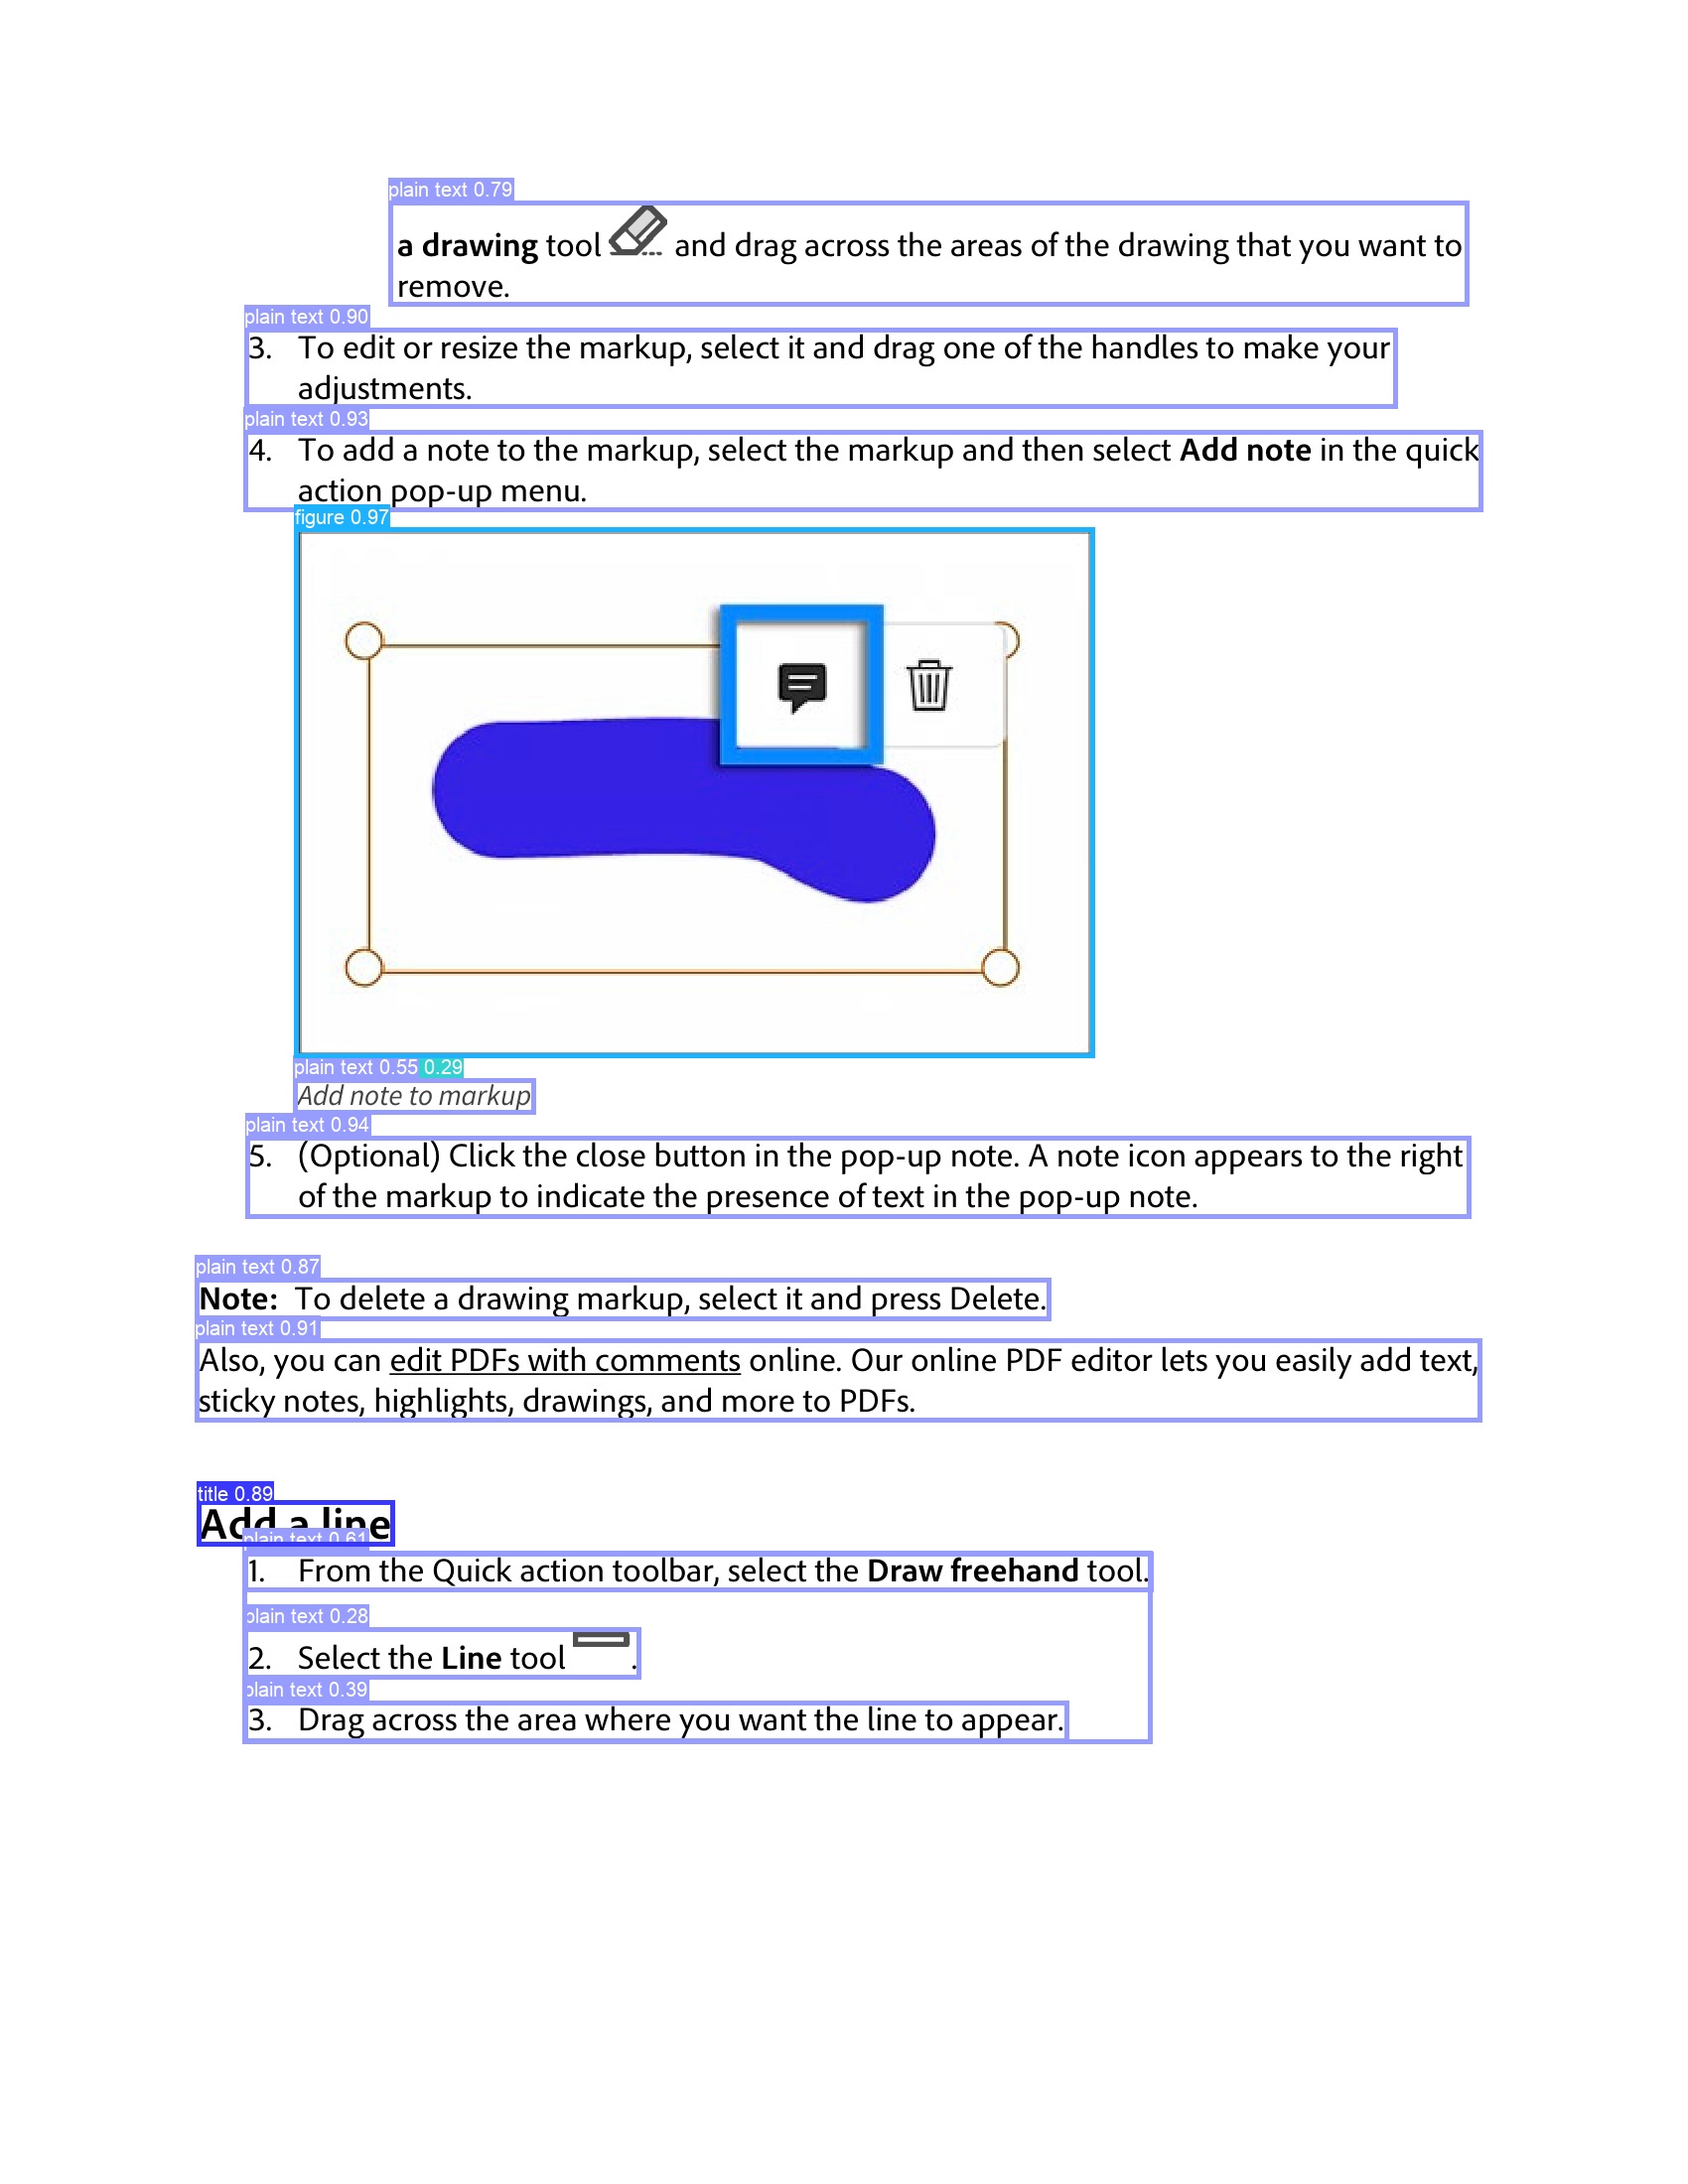 plain text 0.79
a drawing tool and drag across the areas of the drawing that you want to
remove.
plain text 0.90
3. To edit or resize the markup, select it and drag one of the handles to make your
adjustments.
plain text 0.93
4. To add a note to the markup, select the markup and then select Add note in the quick
action pop-up menu.
figure 0.97
plain text 0.55 0.29
Add note to markup
plain text 0.94
5. (Optional) Click the close button in the pop-up note. A note icon appears to the right
of the markup to indicate the presence of text in the pop-up note.
plain text 0.87
Note: To delete a drawing markup, select it and press Delete.
plain text 0.91
Also, you can edit PDFs with comments online. Our online PDF editor lets you easily add text,
sticky notes, highlights, drawings, and more to PDFs.
title 0.89
Add a line
plain text 0.61
1. From the Quick action toolbar, select the Draw freehand tool.
plain text 0.28
2. Select the Line tool .
plain text 0.39
3. Drag across the area where you want the line to appear.